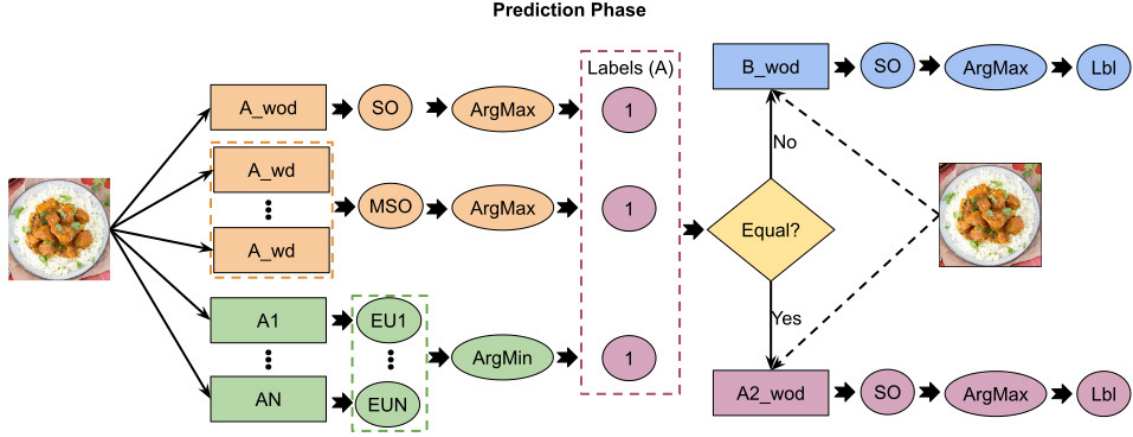 Prediction Phase
Labels (A)
A_wod
SO
ArgMax
1
A_wd
A_wd
MSO
ArgMax
1
A1
EU1
AN
EUN
ArgMin
1
Equal?
No
Yes
B_wod
SO
ArgMax
Lbl
A2_wod
SO
ArgMax
Lbl